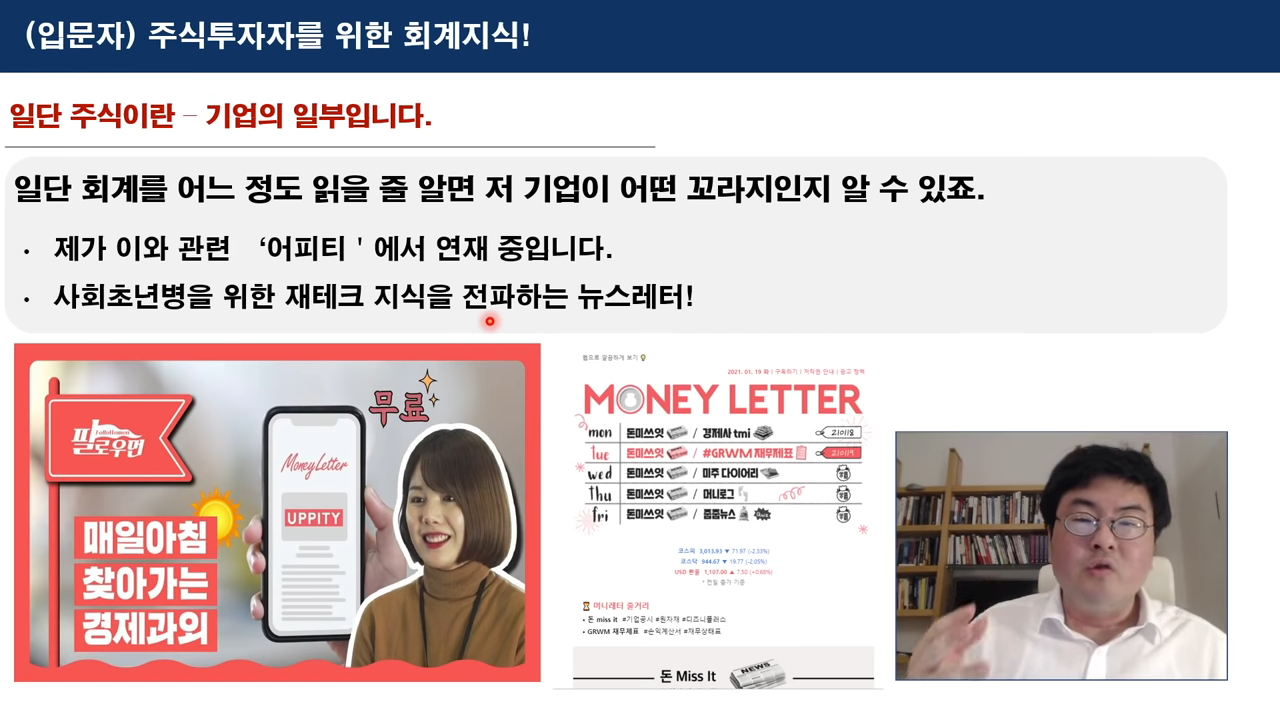 (입문자) 주식투자자를 위한 회계지식!
일단 주식이란 – 기업의 일부입니다.
일단 회계를 어느 정도 읽을 줄 알면 저 기업이 어떤 꼬라지인지 알 수 있죠.
• 제가 이와 관련 ‘어피티 ' 에서 연재 중입니다.
• 사회초년병을 위한 재테크 지식을 전파하는 뉴스레터!
팔로우먼
무료
MoneyLetter
UPPITY
매일아침
찾아가는
경제과외
웹으로 깔끔하게 보기
2021. 01. 19 화 | 구독하기 | 저작권 안내 | 광고 정책
MONEY LETTER
mon 돈미쓰잇 / 경제사 tmi 210118
tue 돈미쓰잇 / #GRWM 재무제표 210119
wed 돈미쓰잇 / 미주 다이어리
thu 돈미쓰잇 / 머니로그
fri 돈미쓰잇 / 줍줍뉴스
코스피 3,013.93 ▼ 71.97 (-2.33%)
코스닥 944.67 ▼ 19.77 (-2.05%)
USD 환율 1,107.00 ▲ 7.50 (+0.68%)
* 전일 종가 기준
머니레터 줄거리
• 돈 miss it #기업공시 #원자재 #디즈니플러스
• GRWM 재무제표 #손익계산서 #재무상태표
돈 Miss It
NEWS